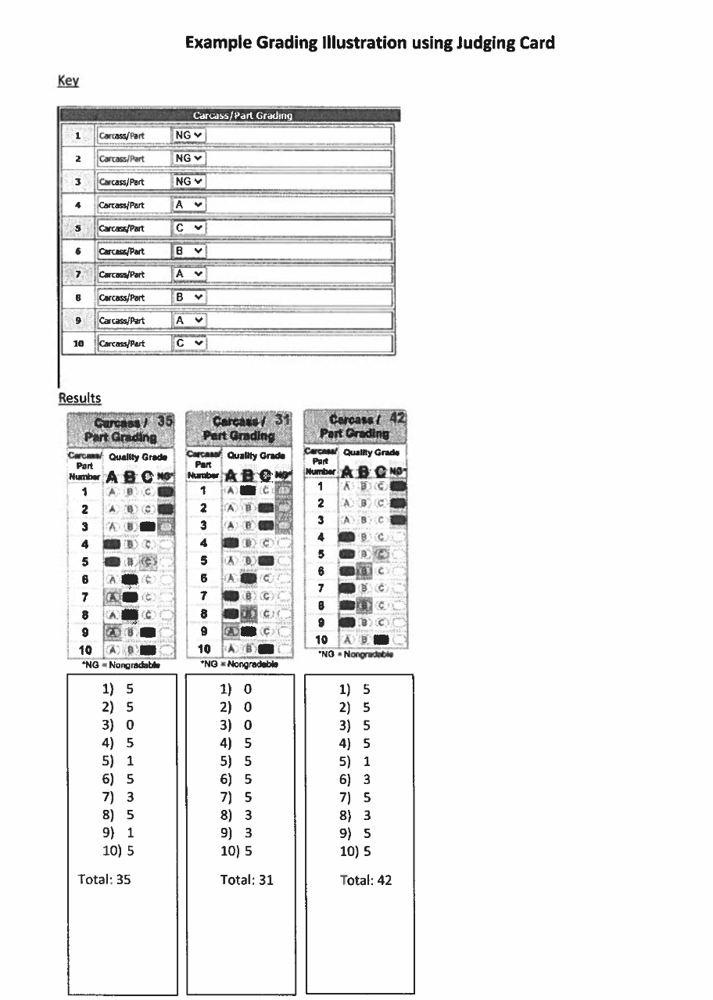 Example Grading Illustration using Judging Card
Key
Carcass/Part Grading
1 Carcass/Part NG
2 Carcass/Part NG
3 Carcass/Part NG
4 Carcass/Part A
5 Carcass/Part C
6 Carcass/Part B
7 Carcass/Part A
8 Carcass/Part B
9 Carcass/Part A
10 Carcass/Part C
Results
Carcass / 35
Part Grading
Carcass/ Quality Grade
Part
Number A B C NG*
1 A B C
2 A B C
3 A B
4 B C
5 B C
6 A C
7 A C
8 A C
9 A B
10 A B
*NG = Nongradable
1) 5
2) 5
3) 0
4) 5
5) 1
6) 5
7) 3
8) 5
9) 1
10) 5
Total: 35
Carcass / 31
Part Grading
Carcass/ Quality Grade
Part
Number A B C NG*
1 A C
2 A B
3 A B
4 B C
5 A B
6 A C
7 B C
8 B C
9 A C
10 A B
*NG = Nongradable
1) 0
2) 0
3) 0
4) 5
5) 5
6) 5
7) 5
8) 3
9) 3
10) 5
Total: 31
Carcass / 42
Part Grading
Carcass/ Quality Grade
Part
Number A B C NG*
1 A B C
2 A B C
3 A B C
4 B C
5 B C
6 B C
7 B C
8 B C
9 B C
10 A B
*NG = Nongradable
1) 5
2) 5
3) 5
4) 5
5) 1
6) 3
7) 5
8) 3
9) 5
10) 5
Total: 42